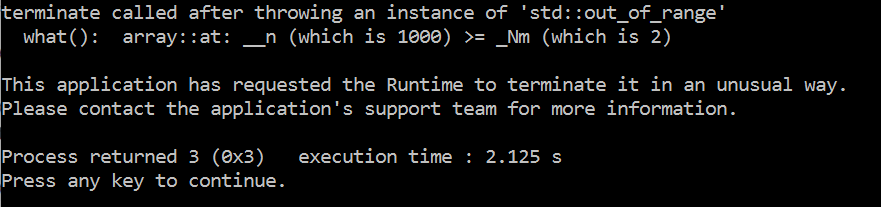 terminate called after throwing an instance of 'std::out_of_range'
  what():  array::at: __n (which is 1000) >= _Nm (which is 2)
This application has requested the Runtime to terminate it in an unusual way.
Please contact the application's support team for more information.
Process returned 3 (0x3)   execution time : 2.125 s
Press any key to continue.